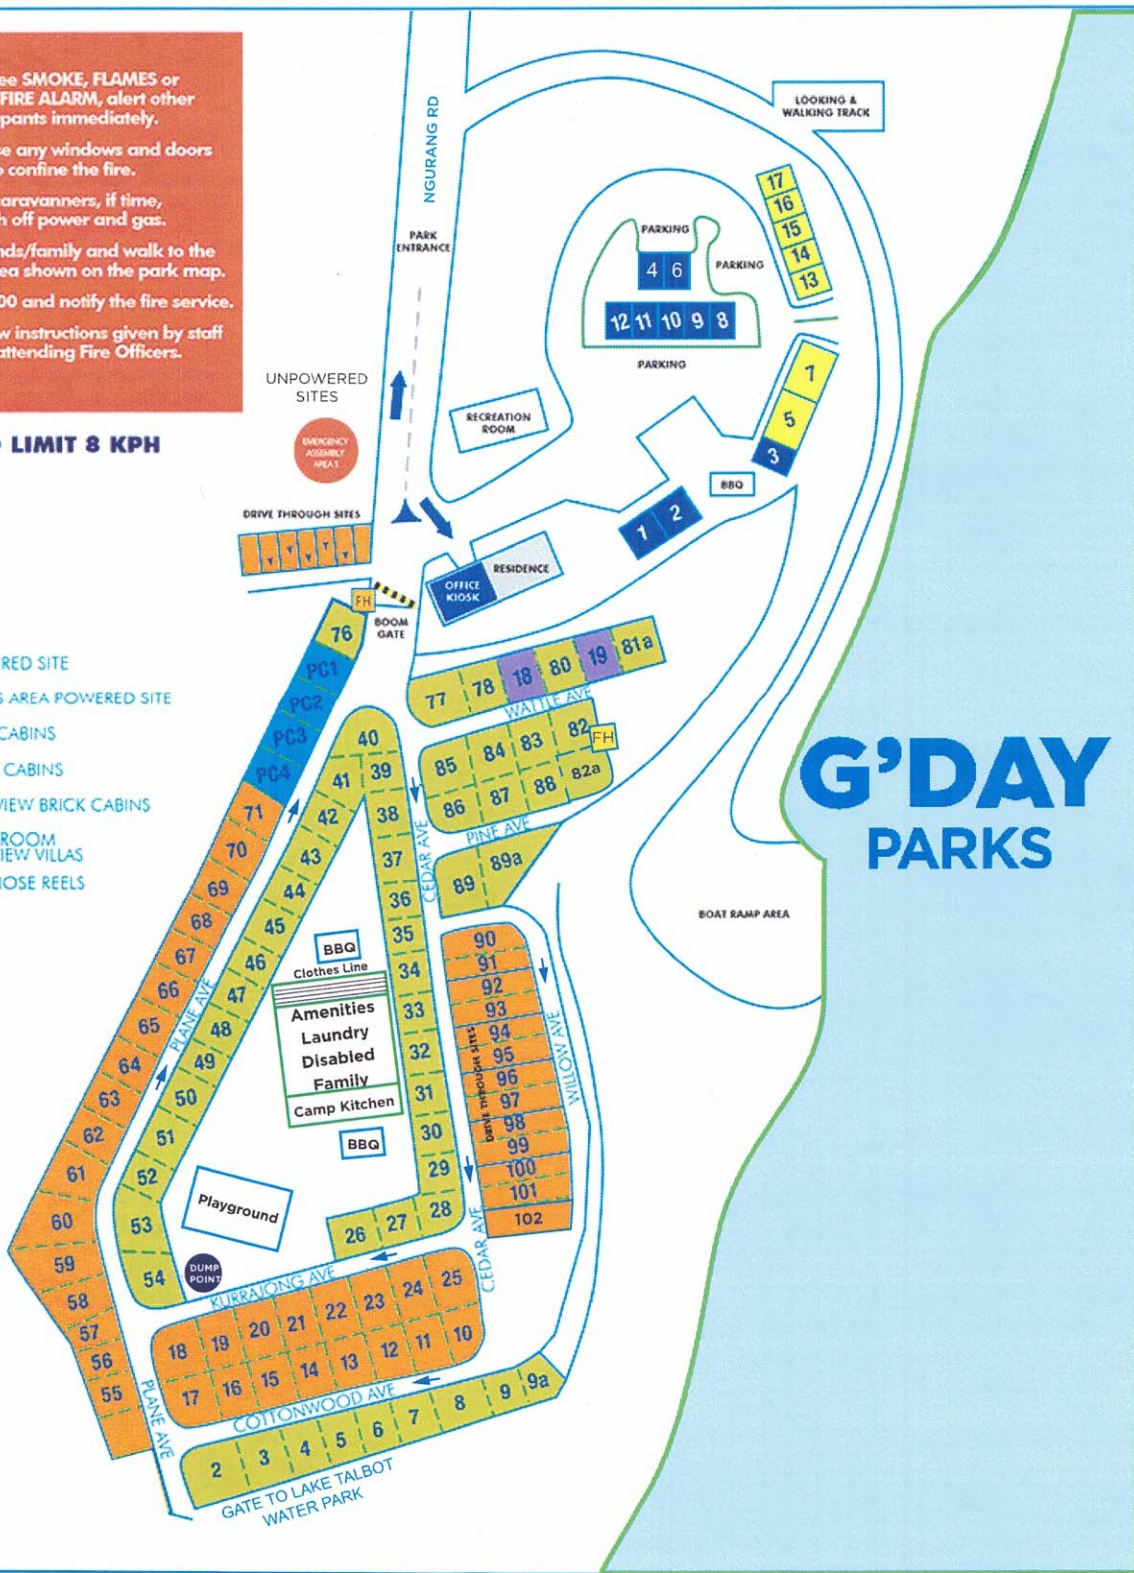 ee SMOKE, FLAMES or
FIRE ALARM, alert other
pants immediately.
se any windows and doors
o confine the fire.
caravanners, if time,
h off power and gas.
nds/family and walk to the
ea shown on the park map.
00 and notify the fire service.
w instructions given by staff
attending Fire Officers.
LIMIT 8 KPH
RED SITE
S AREA POWERED SITE
CABINS
CABINS
VIEW BRICK CABINS
ROOM
IEW VILLAS
HOSE REELS
NGURANG RD
PARK
ENTRANCE
LOOKING &
WALKING TRACK
17
16
15
14
13
PARKING
4 6
PARKING
12 11 10 9 8
PARKING
7
5
3
BBQ
1 2
RECREATION
ROOM
UNPOWERED
SITES
EMERGENCY
ASSEMBLY
AREA 1
DRIVE THROUGH SITES
Y Y Y Y Y
OFFICE
KIOSK
RESIDENCE
FH
BOOM
GATE
76
PC1
PC2
PC3
PC4
71
70
69
68
67
66
65
64
63
62
61
60
59
58
57
56
55
PLANE AVE
77 78 18 80 19 81a
WATTLE AVE
85 84 83 82
FH
86 87 88 82a
PINE AVE
89 89a
40
41 39
42 38
43 37
44 36
45 35
46 34
47 33
48 32
49 31
50 30
51 29
52 28
53 27
54 26
CEDAR AVE
BBQ
Clothes Line
Amenities
Laundry
Disabled
Family
Camp Kitchen
BBQ
Playground
DUMP
POINT
90
91
92
93
94
95
96
97
98
99
100
101
102
DRIVE THROUGH SITES
WILLOW AVE
CEDAR AVE
KURRAJONG AVE
18 19 20 21 22 23 24 25
17 16 15 14 13 12 11 10
COTTONWOOD AVE
PLANE AVE
2 3 4 5 6 7 8 9 9a
GATE TO LAKE TALBOT
WATER PARK
BOAT RAMP AREA
G'DAY
PARKS